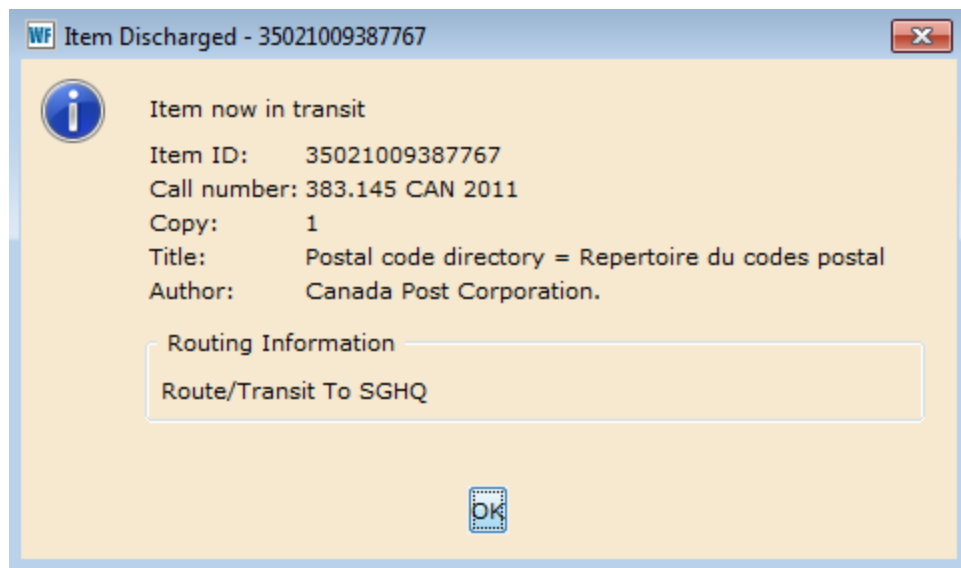 WF Item Discharged - 35021009387767
Item now in transit
Item ID: 35021009387767
Call number: 383.145 CAN 2011
Copy: 1
Title: Postal code directory = Repertoire du codes postal
Author: Canada Post Corporation.
Routing Information
Route/Transit To SGHQ
OK